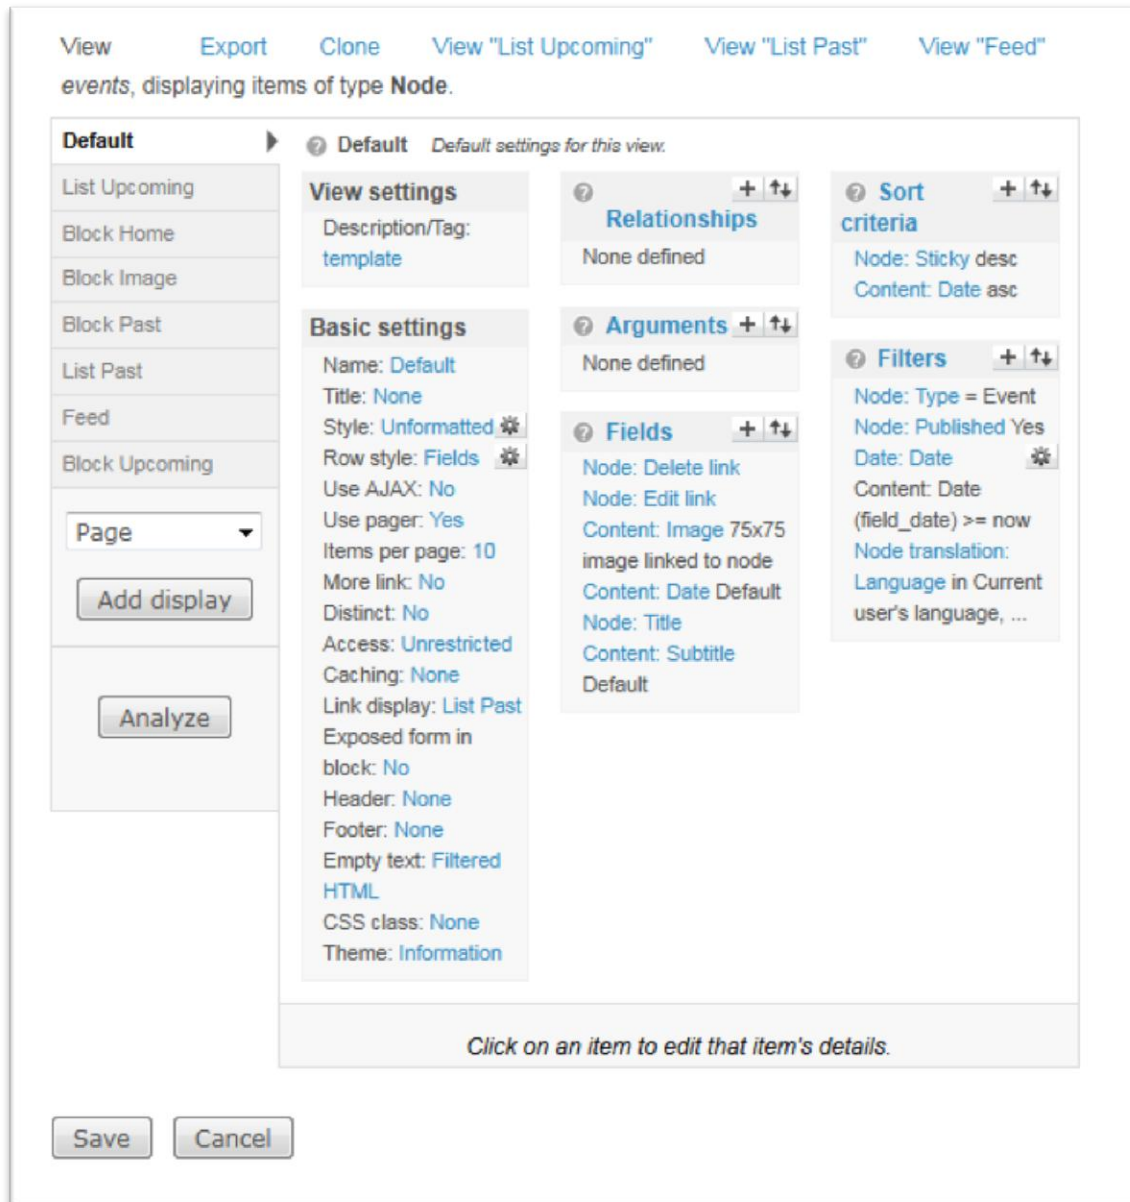 View Export Clone View "List Upcoming" View "List Past" View "Feed"
events, displaying items of type Node.
Default
List Upcoming
Block Home
Block Image
Block Past
List Past
Feed
Block Upcoming
Page
Add display
Analyze
Default Default settings for this view.
View settings
Description/Tag:
template
Basic settings
Name: Default
Title: None
Style: Unformatted
Row style: Fields
Use AJAX: No
Use pager: Yes
Items per page: 10
More link: No
Distinct: No
Access: Unrestricted
Caching: None
Link display: List Past
Exposed form in
block: No
Header: None
Footer: None
Empty text: Filtered
HTML
CSS class: None
Theme: Information
Relationships
None defined
Arguments
None defined
Fields
Node: Delete link
Node: Edit link
Content: Image 75x75
image linked to node
Content: Date Default
Node: Title
Content: Subtitle
Default
Sort
criteria
Node: Sticky desc
Content: Date asc
Filters
Node: Type = Event
Node: Published Yes
Date: Date
Content: Date
(field_date) >= now
Node translation:
Language in Current
user's language, ...
Click on an item to edit that item's details.
Save Cancel